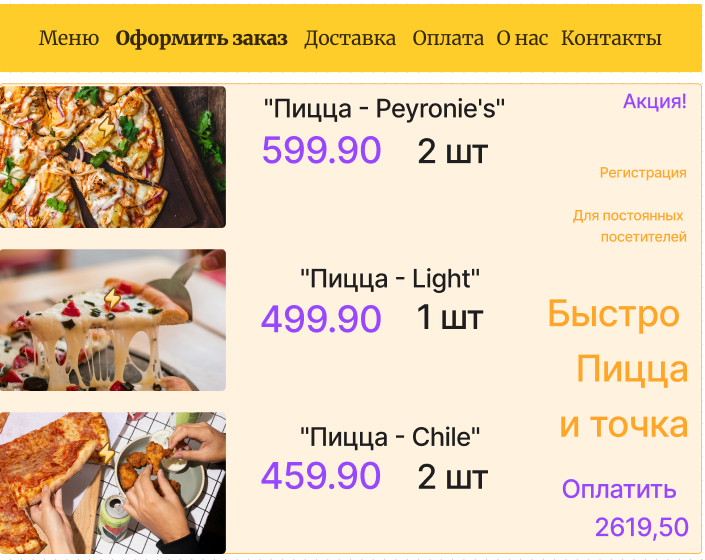 Меню Оформить заказ Доставка Оплата О нас Контакты
"Пицца - Peyronie's"
599.90 2 шт
Акция!
Регистрация
Для постоянных
посетителей
"Пицца - Light"
499.90 1 шт
Быстро
Пицца
и точка
"Пицца - Chile"
459.90 2 шт
Оплатить
2619,50